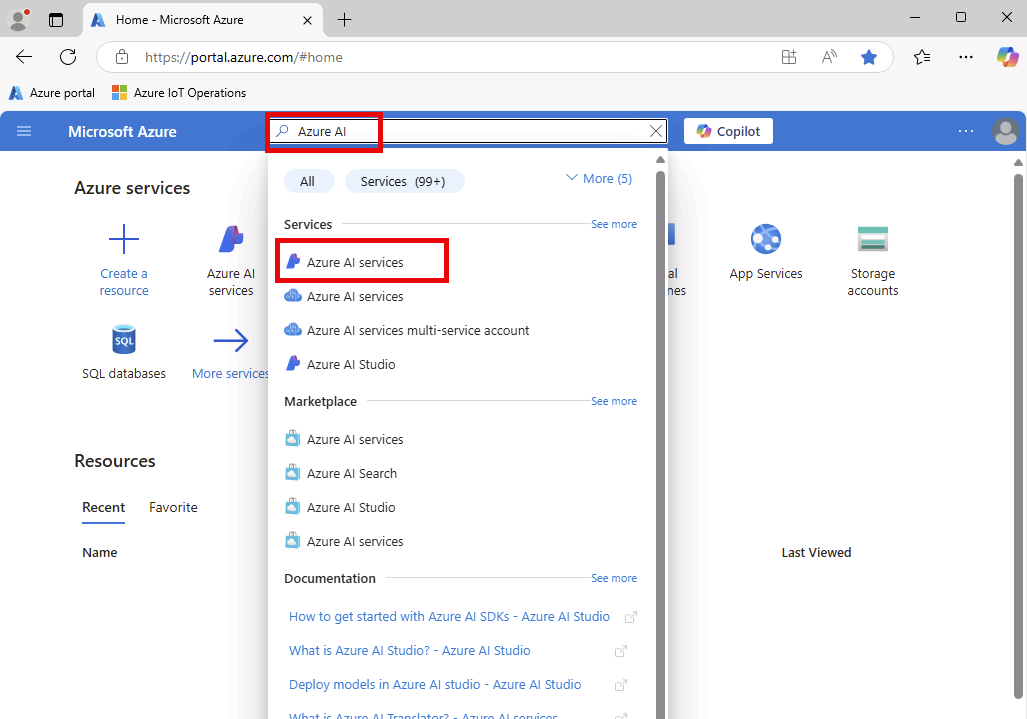 Home - Microsoft Azure
https://portal.azure.com/#home
Azure portal
Azure IoT Operations
Microsoft Azure
Azure AI
Copilot
Azure services
Create a
resource
Azure AI
services
App Services
Storage
accounts
SQL
SQL databases
More services
Resources
Recent
Favorite
Name
Last Viewed
All
Services (99+)
More (5)
Services
See more
Azure AI services
Azure AI services
Azure AI services multi-service account
Azure AI Studio
Marketplace
See more
Azure AI services
Azure AI Search
Azure AI Studio
Azure AI services
Documentation
See more
How to get started with Azure AI SDKs - Azure AI Studio
What is Azure AI Studio? - Azure AI Studio
Deploy models in Azure AI studio - Azure AI Studio
What is Azure AI Translator? - Azure AI services